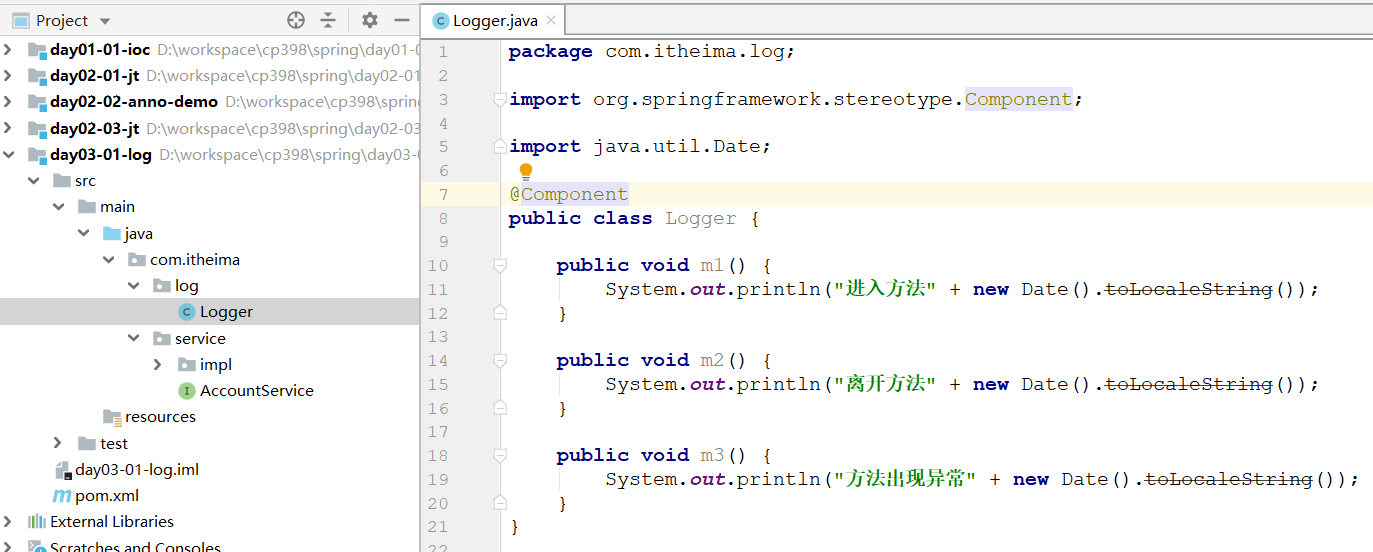 Project
day01-01-ioc D:\workspace\cp398\spring\day01-0
day02-01-jt D:\workspace\cp398\spring\day02-01
day02-02-anno-demo D:\workspace\cp398\spring
day02-03-jt D:\workspace\cp398\spring\day02-03
day03-01-log D:\workspace\cp398\spring\day03-0
src
main
java
com.itheima
log
C Logger
service
impl
I AccountService
resources
test
day03-01-log.iml
m pom.xml
External Libraries
Scratches and Consoles
C Logger.java
1 package com.itheima.log;
2
3 import org.springframework.stereotype.Component;
4
5 import java.util.Date;
6
7 @Component
8 public class Logger {
9
10 public void m1() {
11 System.out.println("进入方法" + new Date().toLocaleString());
12 }
13
14 public void m2() {
15 System.out.println("离开方法" + new Date().toLocaleString());
16 }
17
18 public void m3() {
19 System.out.println("方法出现异常" + new Date().toLocaleString());
20 }
21 }
22